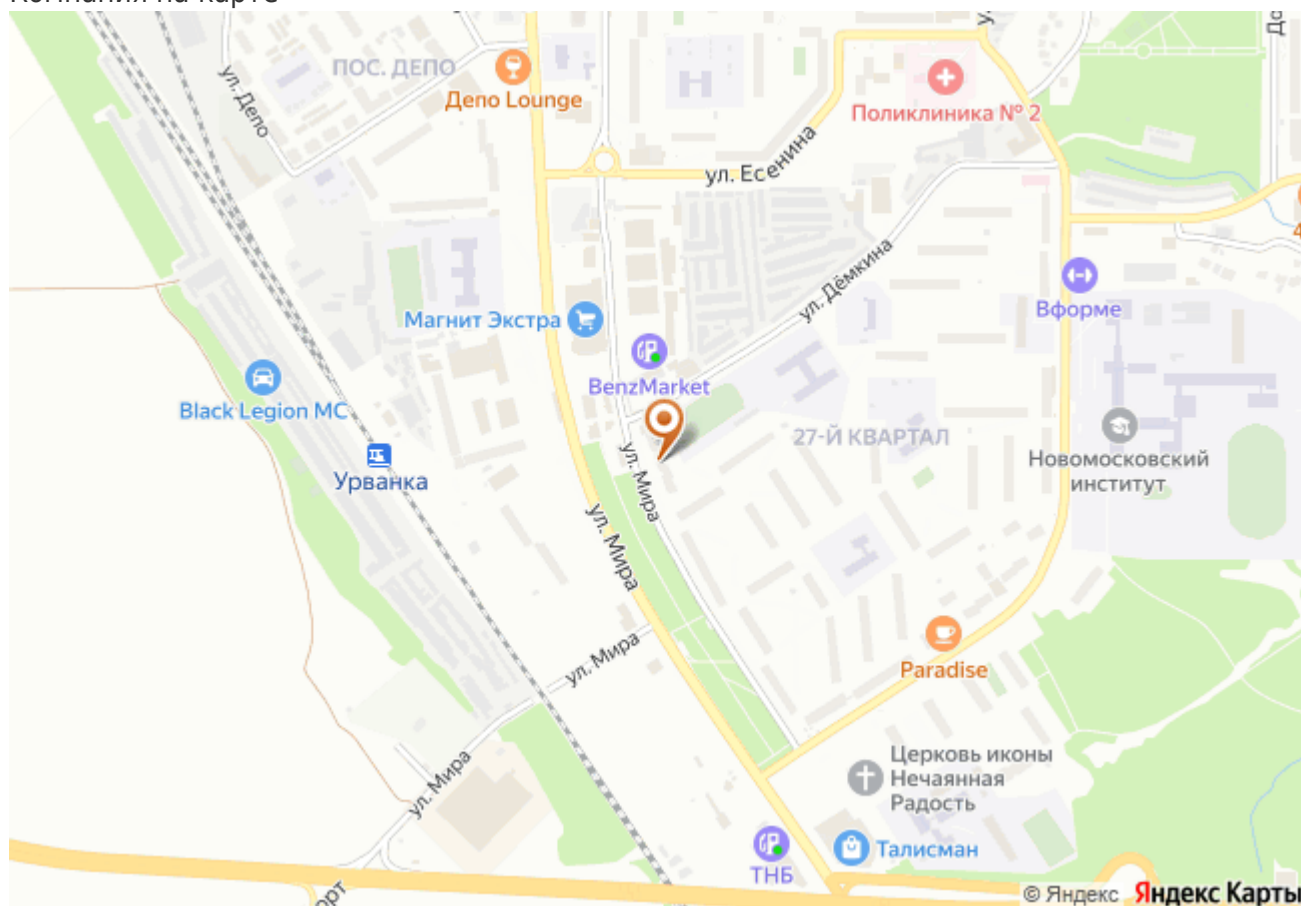 ПОС. ДЕПО
Депо Lounge
ул. Депо
Поликлиника № 2
ул. Есенина
ул. Дёмкина
Вформе
Магнит Экстра
BenzMarket
Black Legion MC
27-Й КВАРТАЛ
Новомосковский
институт
Урванка
ул. Мира
ул. Мира
ул. Мира
Paradise
ул. Мира
Церковь иконы
Нечаянная
Радость
Талисман
ТНБ
© Яндекс Яндекс Карты